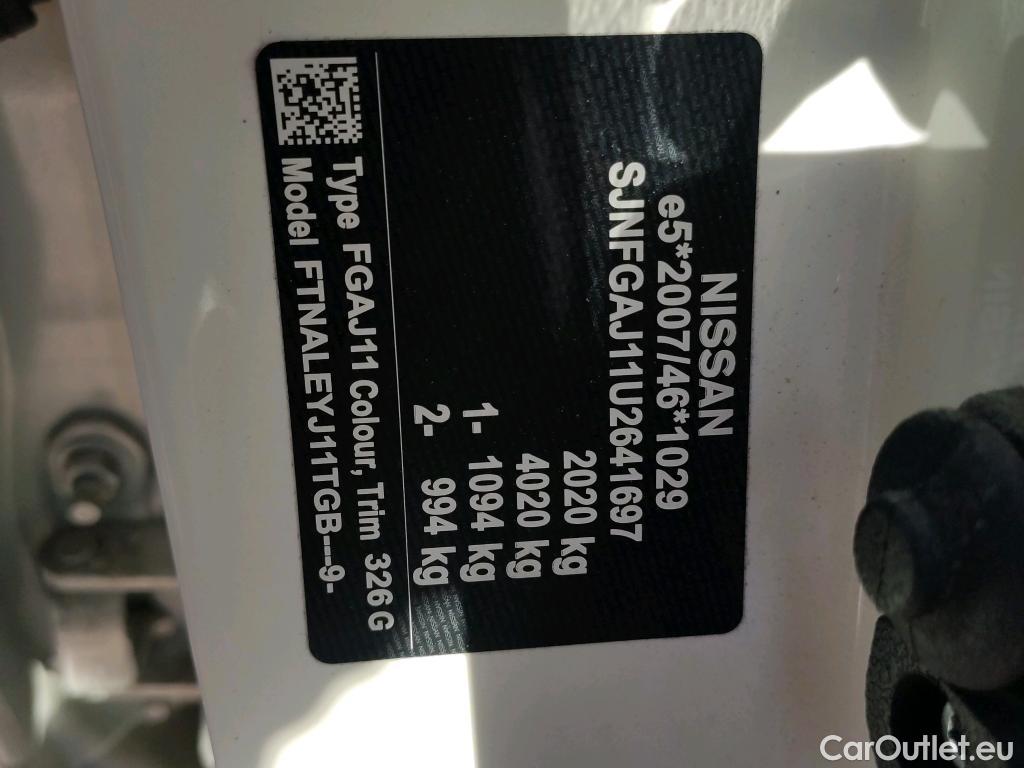 NISSAN
e5*2007/46*1029
SJNFGAJ11U2641697
2020 kg
4020 kg
1- 1094 kg
2- 994 kg
Type FGAJ11 Colour, Trim 326 G
Model FTNALEYJ11TGB---9-
CarOutlet.eu